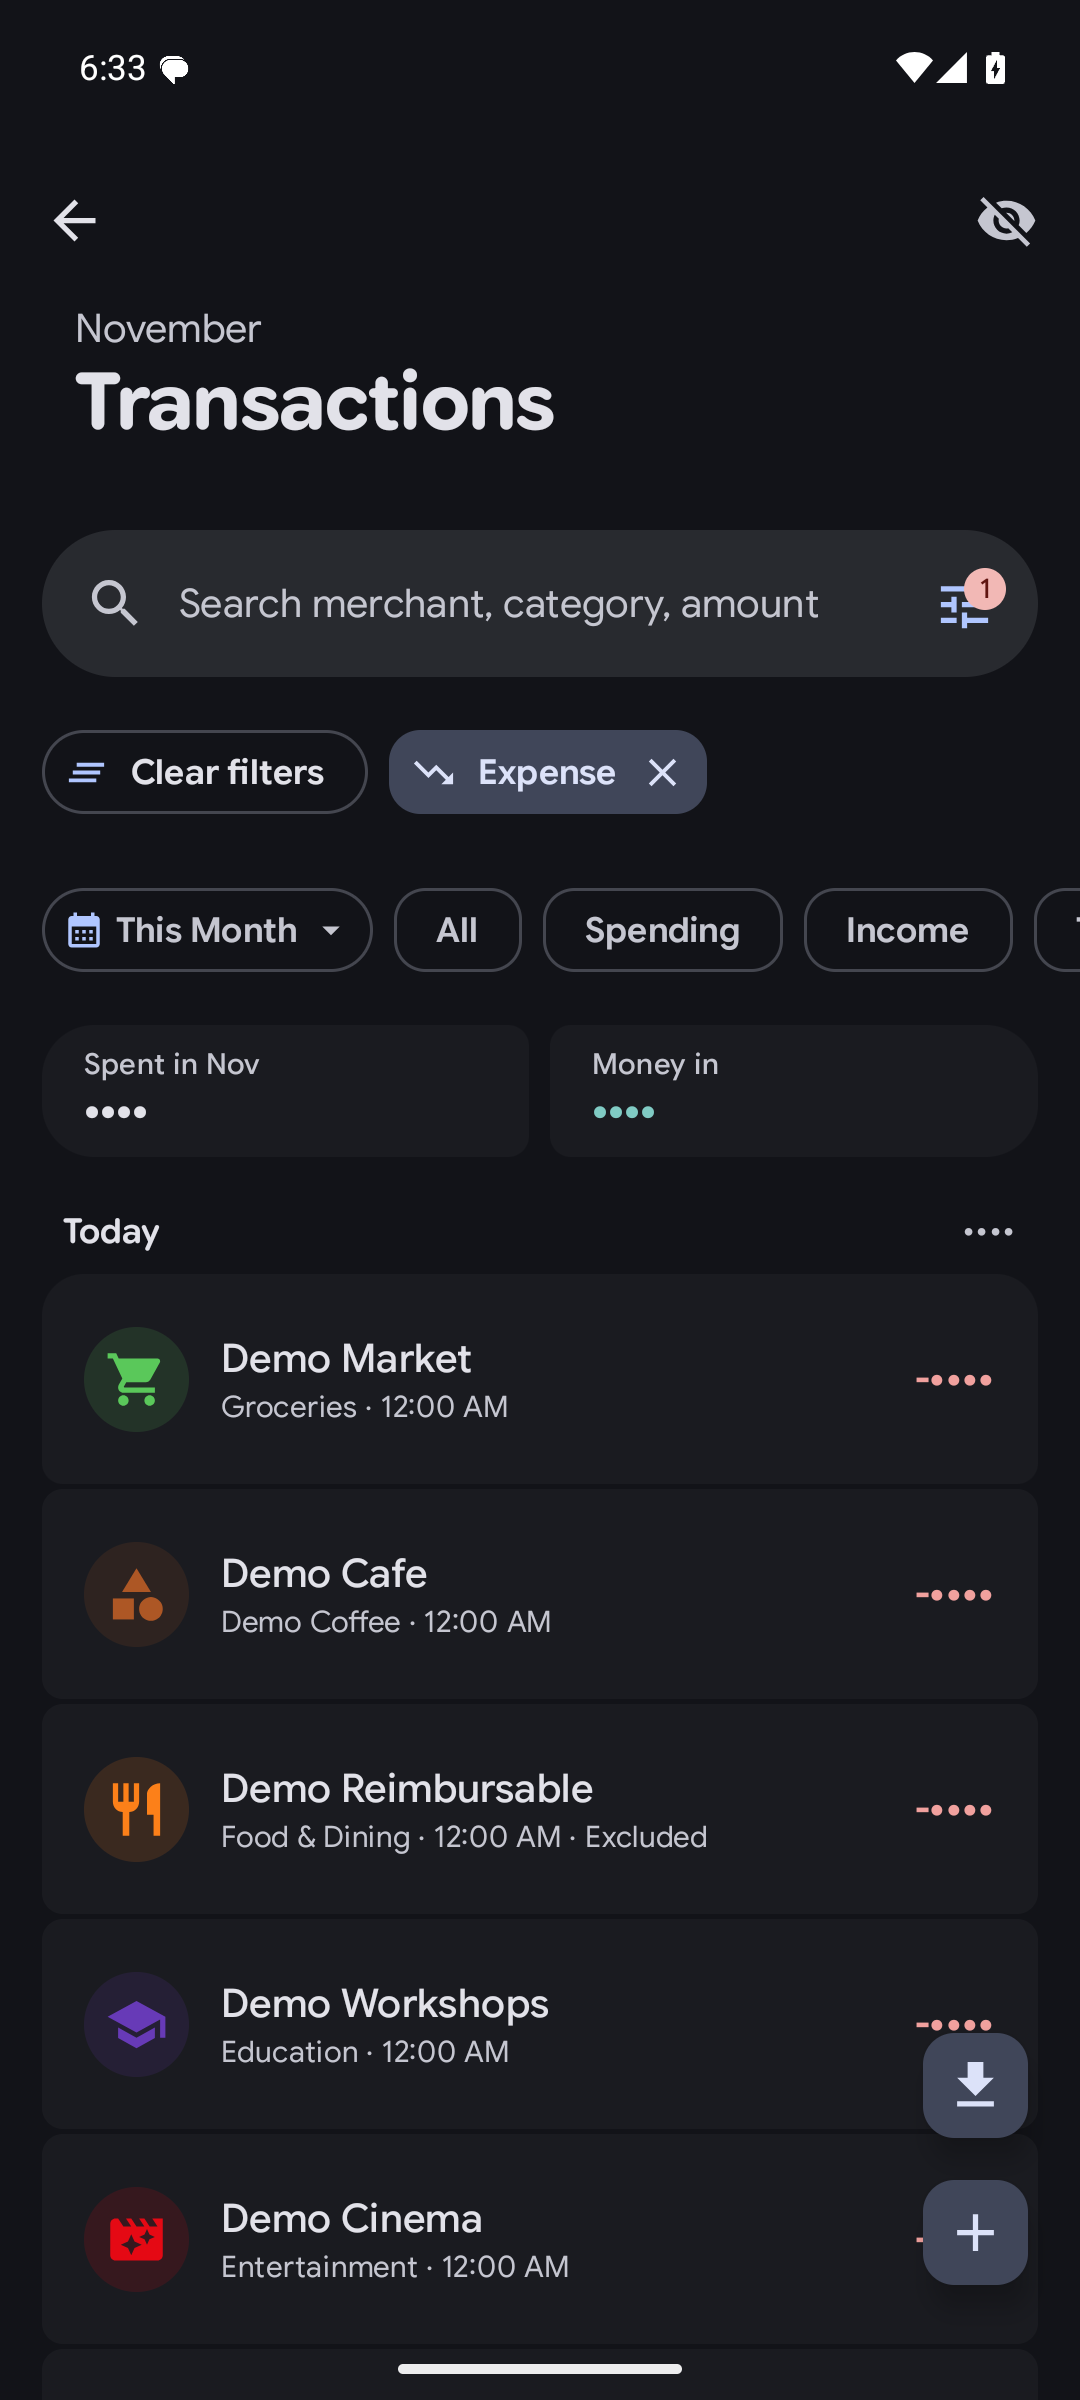 6:33
November
Transactions
Search merchant, category, amount
1
Clear filters
Expense
This Month
All
Spending
Income
Spent in Nov
••••
Money in
••••
Today
••••
Demo Market
Groceries · 12:00 AM
-••••
Demo Cafe
Demo Coffee · 12:00 AM
-••••
Demo Reimbursable
Food & Dining · 12:00 AM · Excluded
-••••
Demo Workshops
Education · 12:00 AM
-••••
Demo Cinema
Entertainment · 12:00 AM